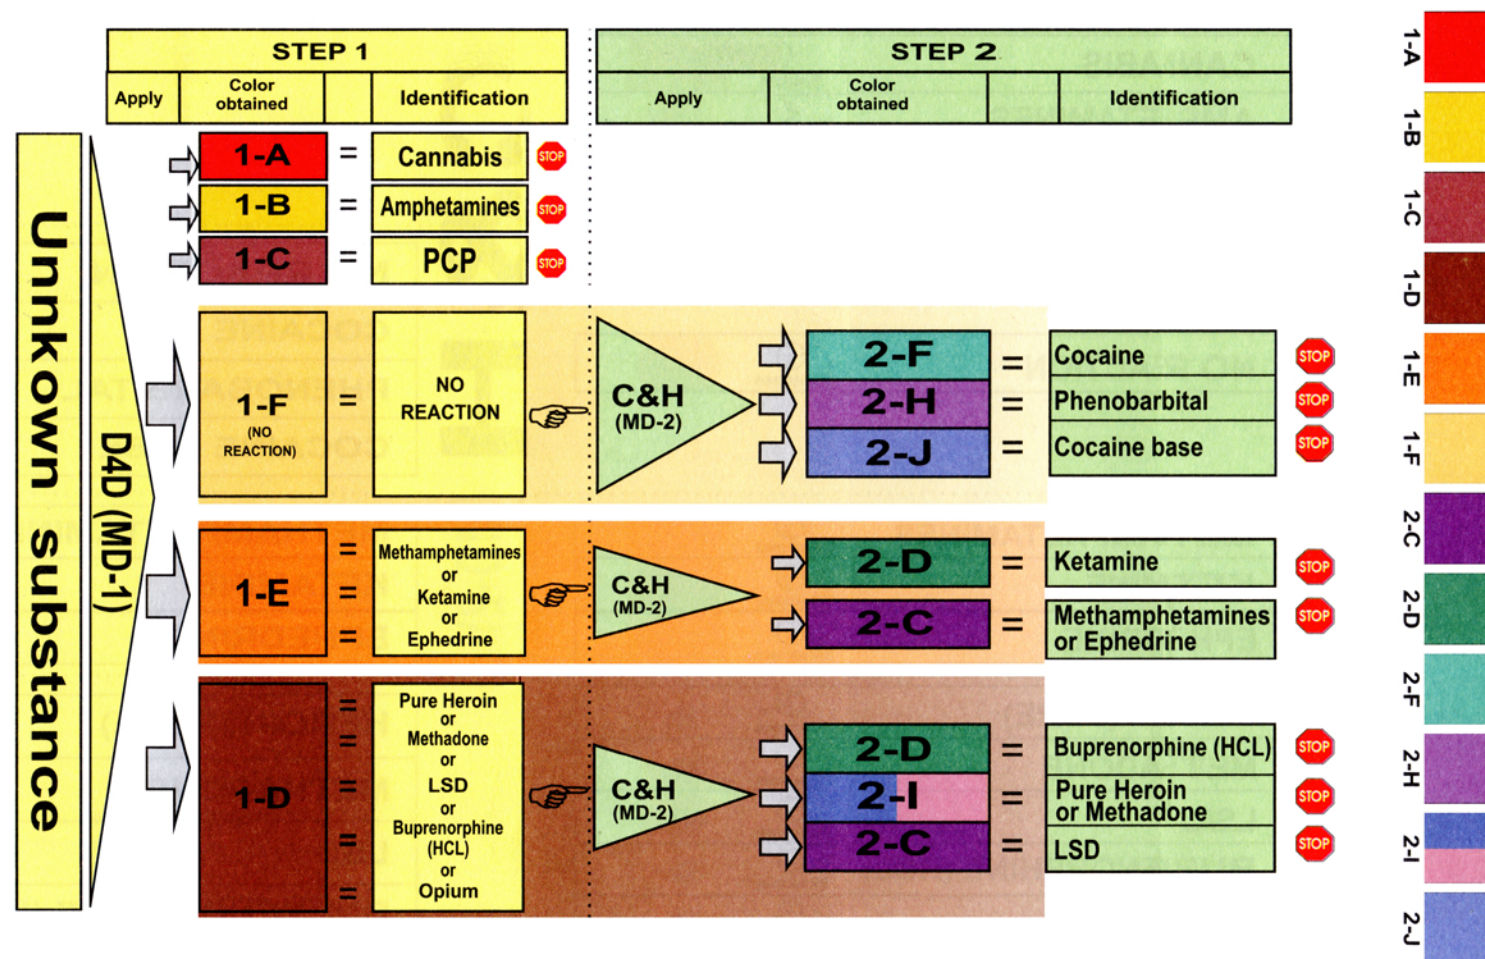 STEP 1
STEP 2
Apply
Color
obtained
Identification
Apply
Color
obtained
Identification
Unnkown substance
D4D (MD-1)
1-A
=
Cannabis
STOP
1-B
=
Amphetamines
STOP
1-C
=
PCP
STOP
1-F
(NO
REACTION)
=
NO
REACTION
C&H
(MD-2)
2-F
=
Cocaine
STOP
2-H
=
Phenobarbital
STOP
2-J
=
Cocaine base
STOP
1-E
=
=
=
Methamphetamines
or
Ketamine
or
Ephedrine
C&H
(MD-2)
2-D
=
Ketamine
STOP
2-C
=
Methamphetamines
or Ephedrine
STOP
1-D
=
=
=
=
=
Pure Heroin
or
Methadone
or
LSD
or
Buprenorphine
(HCL)
or
Opium
C&H
(MD-2)
2-D
=
Buprenorphine (HCL)
STOP
2-I
=
Pure Heroin
or Methadone
STOP
2-C
=
LSD
STOP
1-A
1-B
1-C
1-D
1-E
1-F
2-C
2-D
2-F
2-H
2-I
2-J